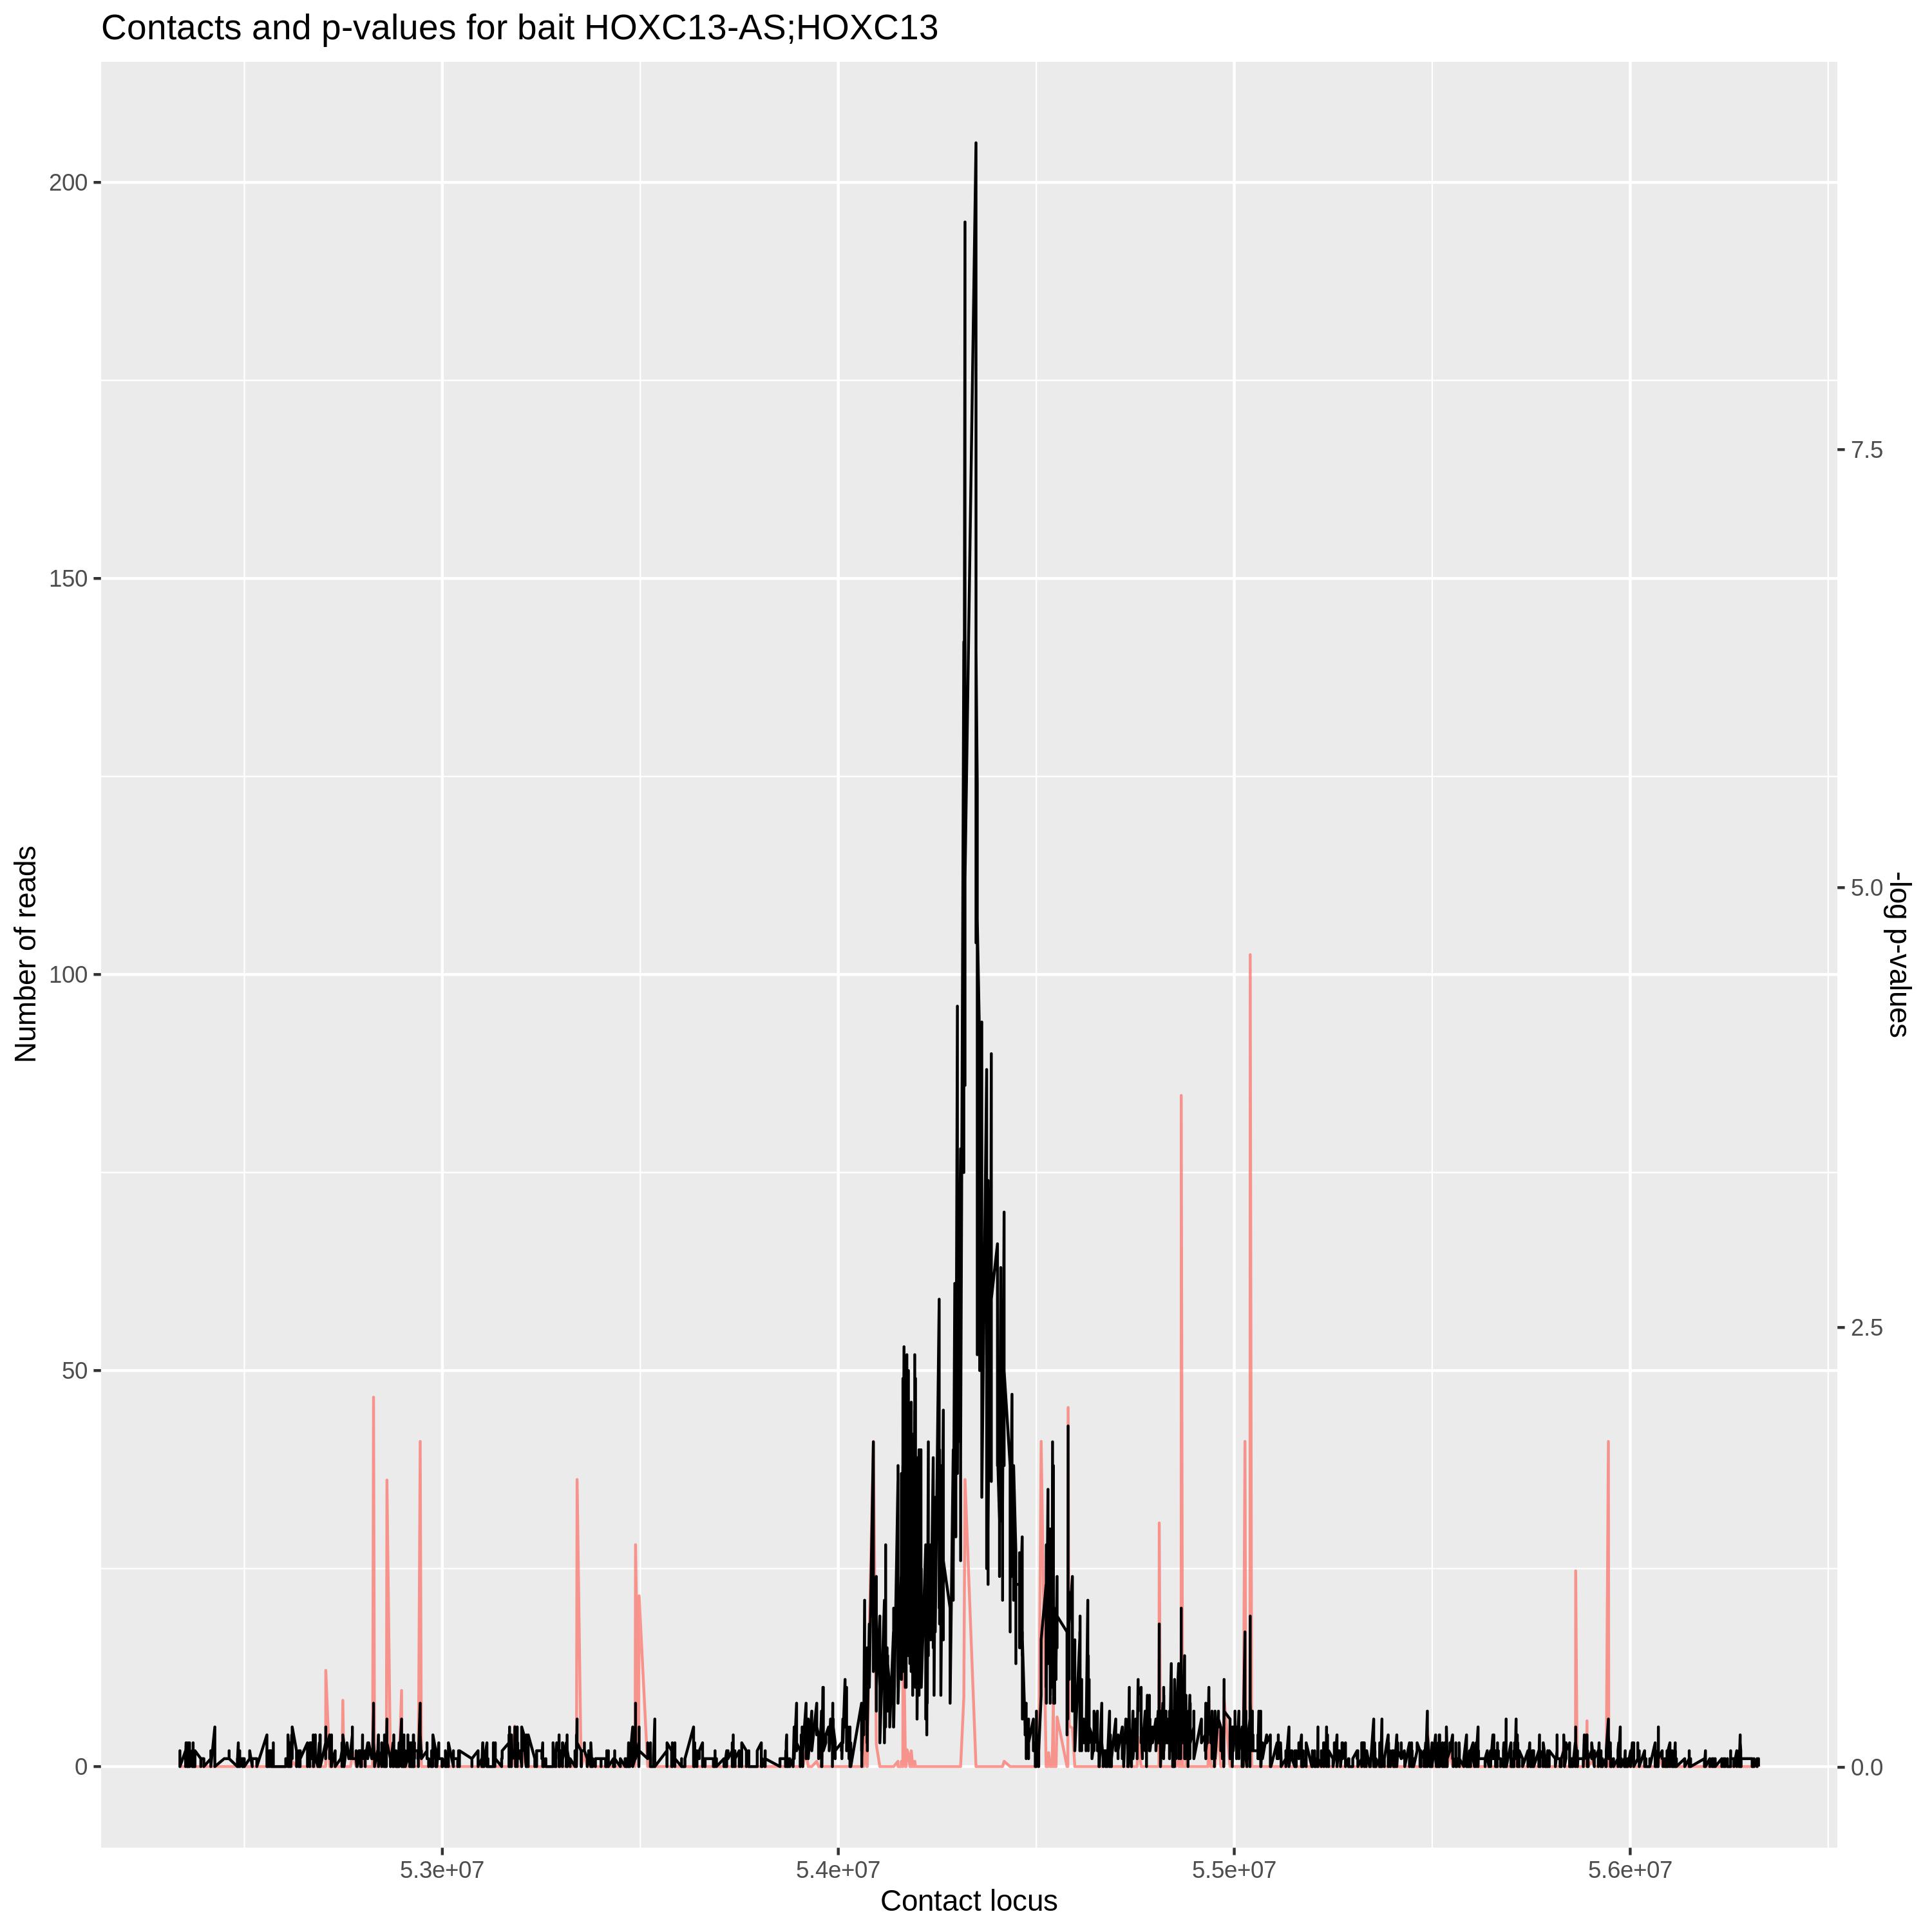 Contacts and p-values for bait HOXC13-AS;HOXC13
200
150
100
50
0
Number of reads
7.5
5.0
2.5
0.0
-log p-values
5.3e+07
5.4e+07
5.5e+07
5.6e+07
Contact locus